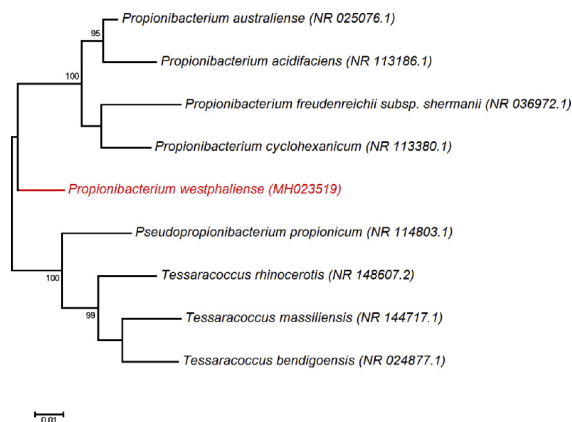 Propionibacterium australiense (NR 025076.1)
95
Propionibacterium acidifaciens (NR 113186.1)
100
Propionibacterium freudenreichii subsp. shermanii (NR 036972.1)
Propionibacterium cyclohexanicum (NR 113380.1)
Propionibacterium westphaliense (MH023519)
Pseudopropionibacterium propionicum (NR 114803.1)
100
Tessaracoccus rhinocerotis (NR 148607.2)
99
Tessaracoccus massiliensis (NR 144717.1)
Tessaracoccus bendigoensis (NR 024877.1)
0.01